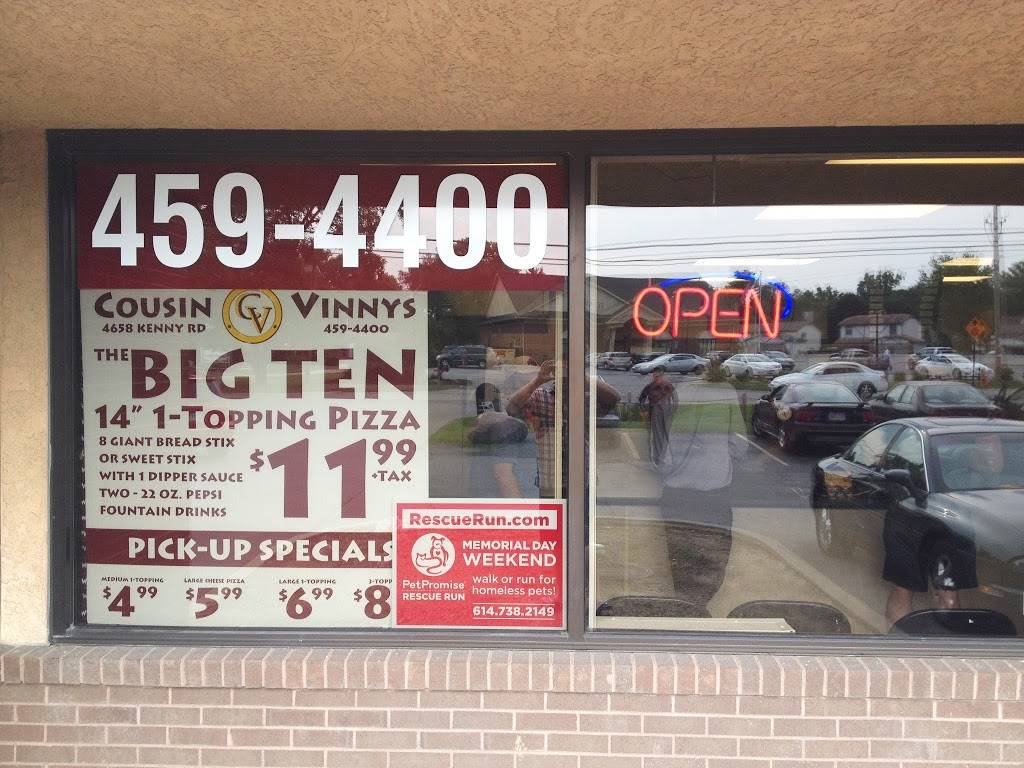 459-4400
COUSIN CV VINNYS
4658 KENNY RD 459-4400
THE BIG TEN
14" 1-TOPPING PIZZA
8 GIANT BREAD STIX
OR SWEET STIX
WITH 1 DIPPER SAUCE
TWO - 22 OZ. PEPSI
FOUNTAIN DRINKS
$11 99 +TAX
PICK-UP SPECIALS
MEDIUM 1-TOPPING
$4 99
LARGE CHEESE PIZZA
$5 99
LARGE 1-TOPPING
$6 99
3-TOPP
$8
RescueRun.com
PetPromise
RESCUE RUN
MEMORIAL DAY
WEEKEND
walk or run for
homeless pets!
614.738.2149
OPEN